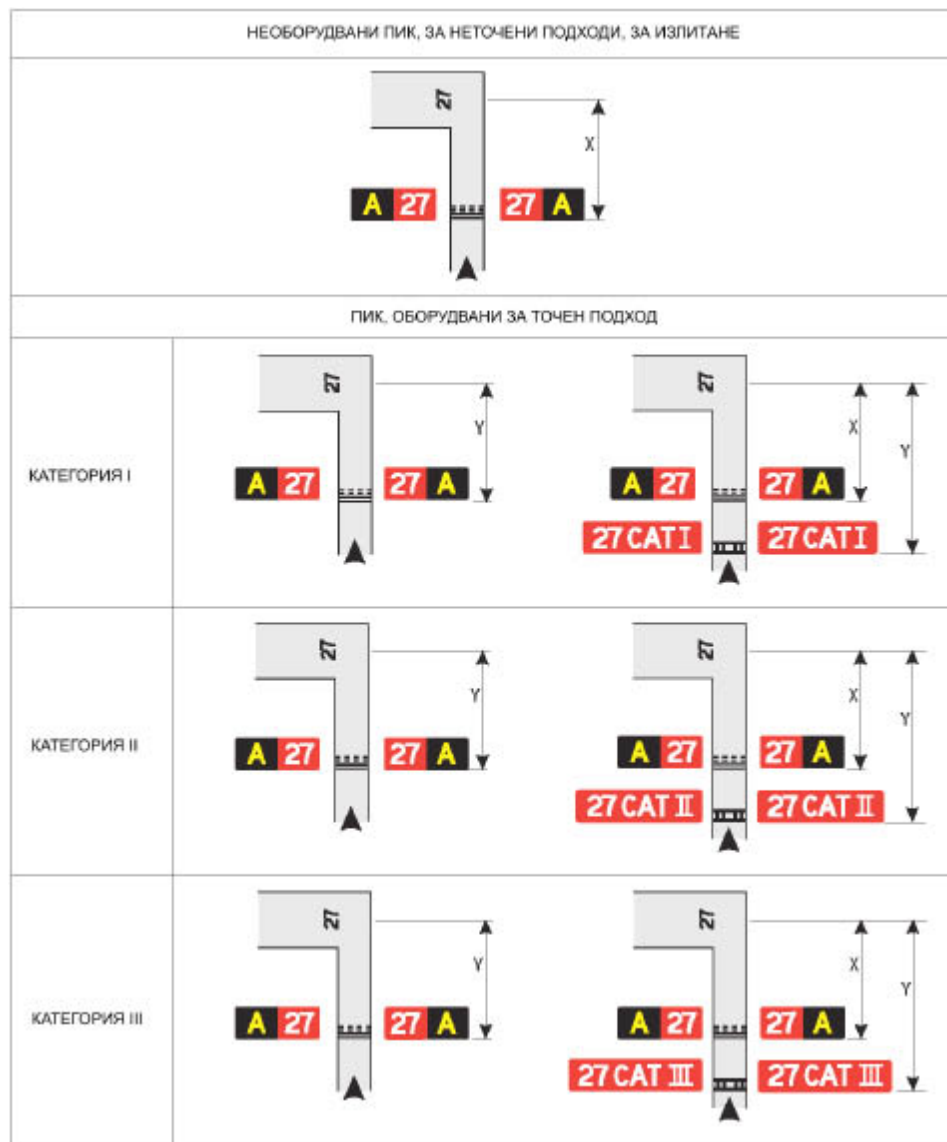 НЕОБОРУДВАНИ ПИК, ЗА НЕТОЧЕНИ ПОДХОДИ, ЗА ИЗЛИТАНЕ
27
X
A 27 27 A
ПИК, ОБОРУДВАНИ ЗА ТОЧЕН ПОДХОД
КАТЕГОРИЯ I
27
Y
A 27 27 A
27
X
Y
A 27 27 A
27 CAT I 27 CAT I
КАТЕГОРИЯ II
27
Y
A 27 27 A
27
X
Y
A 27 27 A
27 CAT II 27 CAT II
КАТЕГОРИЯ III
27
Y
A 27 27 A
27
X
Y
A 27 27 A
27 CAT III 27 CAT III